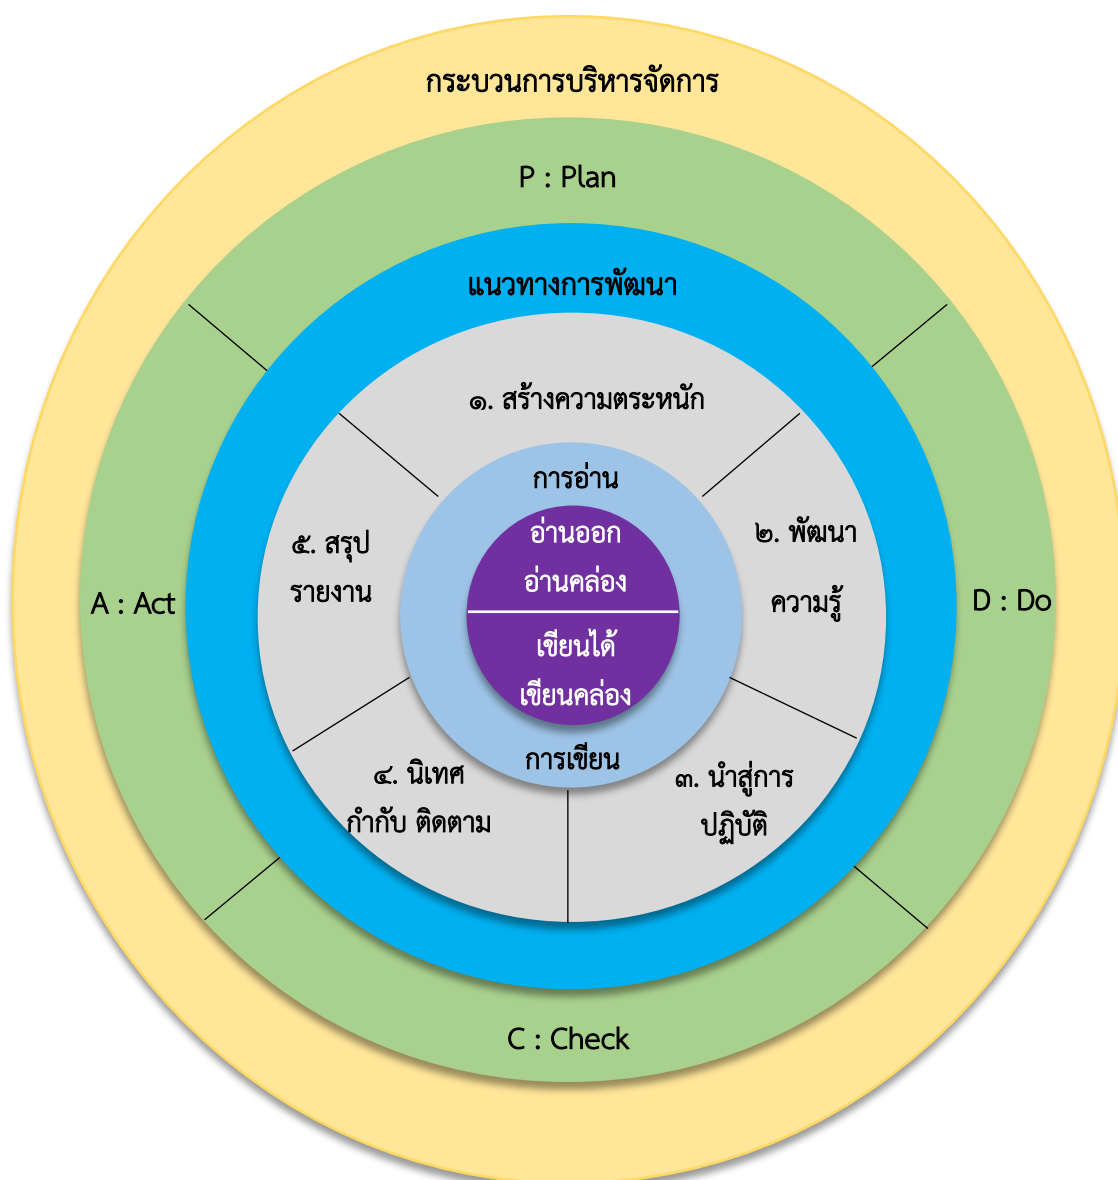 กระบวนการบริหารจัดการ
P : Plan
แนวทางการพัฒนา
๑. สร้างความตระหนัก
การอ่าน
อ่านออก
อ่านคล่อง
เขียนได้
เขียนคล่อง
การเขียน
๒. พัฒนา
ความรู้
๓. นำสู่การ
ปฏิบัติ
๔. นิเทศ
กำกับ ติดตาม
๕. สรุป
รายงาน
D : Do
C : Check
A : Act